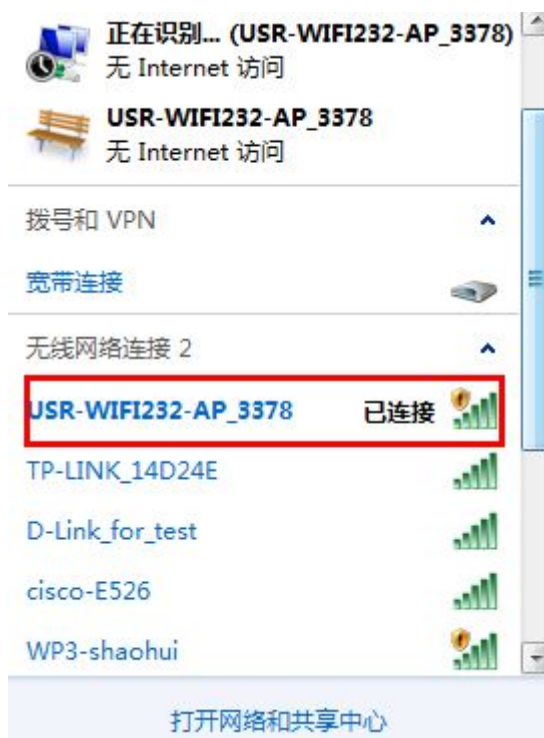 正在识别... (USR-WIFI232-AP_3378)
无 Internet 访问
USR-WIFI232-AP_3378
无 Internet 访问
拨号和 VPN
宽带连接
无线网络连接 2
USR-WIFI232-AP_3378 已连接
TP-LINK_14D24E
D-Link_for_test
cisco-E526
WP3-shaohui
打开网络和共享中心